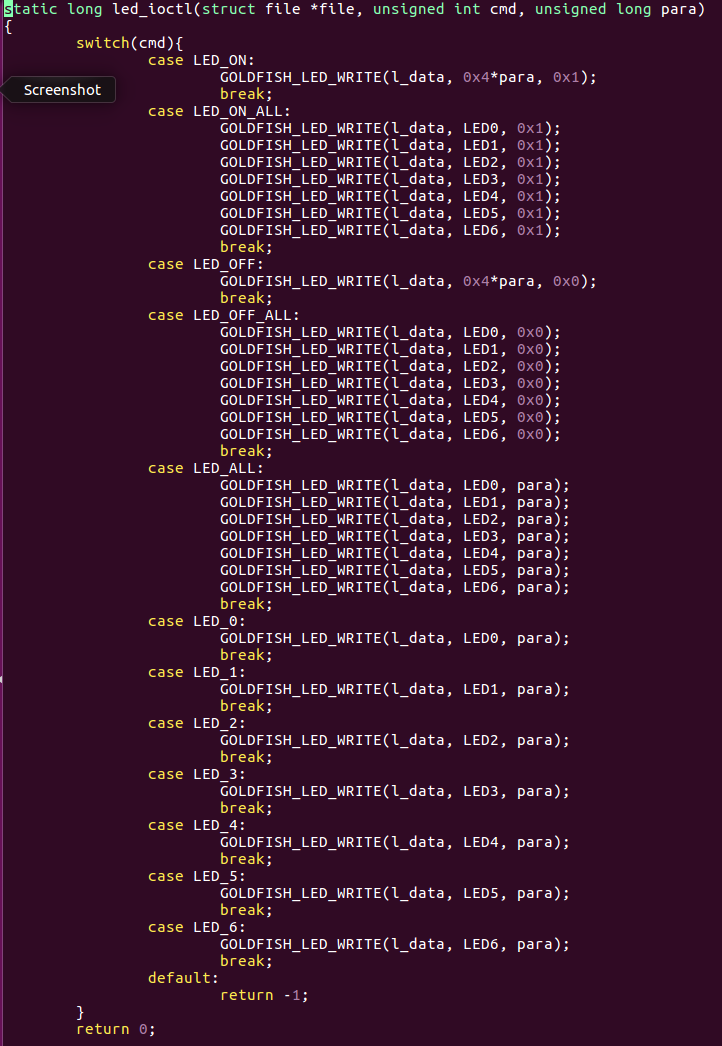 static long led_ioctl(struct file *file, unsigned int cmd, unsigned long para)
{
        switch(cmd){
                case LED_ON:
                        GOLDFISH_LED_WRITE(l_data, 0x4*para, 0x1);
Screenshot
                        break;
                case LED_ON_ALL:
                        GOLDFISH_LED_WRITE(l_data, LED0, 0x1);
                        GOLDFISH_LED_WRITE(l_data, LED1, 0x1);
                        GOLDFISH_LED_WRITE(l_data, LED2, 0x1);
                        GOLDFISH_LED_WRITE(l_data, LED3, 0x1);
                        GOLDFISH_LED_WRITE(l_data, LED4, 0x1);
                        GOLDFISH_LED_WRITE(l_data, LED5, 0x1);
                        GOLDFISH_LED_WRITE(l_data, LED6, 0x1);
                        break;
                case LED_OFF:
                        GOLDFISH_LED_WRITE(l_data, 0x4*para, 0x0);
                        break;
                case LED_OFF_ALL:
                        GOLDFISH_LED_WRITE(l_data, LED0, 0x0);
                        GOLDFISH_LED_WRITE(l_data, LED1, 0x0);
                        GOLDFISH_LED_WRITE(l_data, LED2, 0x0);
                        GOLDFISH_LED_WRITE(l_data, LED3, 0x0);
                        GOLDFISH_LED_WRITE(l_data, LED4, 0x0);
                        GOLDFISH_LED_WRITE(l_data, LED5, 0x0);
                        GOLDFISH_LED_WRITE(l_data, LED6, 0x0);
                        break;
                case LED_ALL:
                        GOLDFISH_LED_WRITE(l_data, LED0, para);
                        GOLDFISH_LED_WRITE(l_data, LED1, para);
                        GOLDFISH_LED_WRITE(l_data, LED2, para);
                        GOLDFISH_LED_WRITE(l_data, LED3, para);
                        GOLDFISH_LED_WRITE(l_data, LED4, para);
                        GOLDFISH_LED_WRITE(l_data, LED5, para);
                        GOLDFISH_LED_WRITE(l_data, LED6, para);
                        break;
                case LED_0:
                        GOLDFISH_LED_WRITE(l_data, LED0, para);
                        break;
                case LED_1:
                        GOLDFISH_LED_WRITE(l_data, LED1, para);
                        break;
                case LED_2:
                        GOLDFISH_LED_WRITE(l_data, LED2, para);
                        break;
                case LED_3:
                        GOLDFISH_LED_WRITE(l_data, LED3, para);
                        break;
                case LED_4:
                        GOLDFISH_LED_WRITE(l_data, LED4, para);
                        break;
                case LED_5:
                        GOLDFISH_LED_WRITE(l_data, LED5, para);
                        break;
                case LED_6:
                        GOLDFISH_LED_WRITE(l_data, LED6, para);
                        break;
                default:
                        return -1;
        }
        return 0;